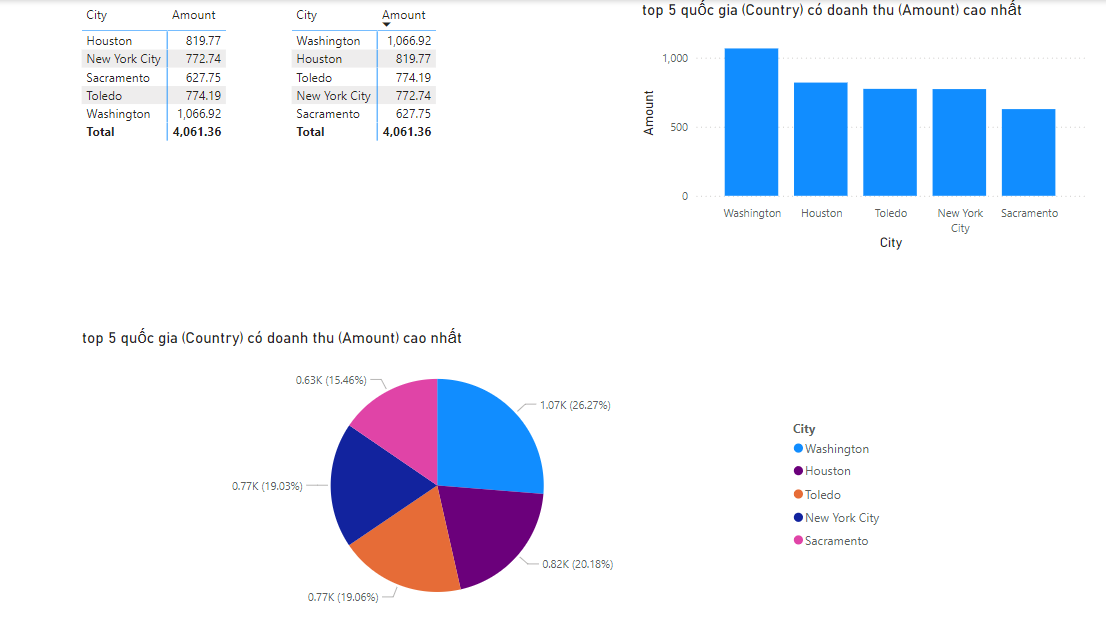 City Amount
Houston 819.77
New York City 772.74
Sacramento 627.75
Toledo 774.19
Washington 1,066.92
Total 4,061.36
City Amount
Washington 1,066.92
Houston 819.77
Toledo 774.19
New York City 772.74
Sacramento 627.75
Total 4,061.36
top 5 quốc gia (Country) có doanh thu (Amount) cao nhất
1,000
500
0
Amount
Washington Houston Toledo New York Sacramento
City
City
top 5 quốc gia (Country) có doanh thu (Amount) cao nhất
0.63K (15.46%)
1.07K (26.27%)
0.77K (19.03%)
0.82K (20.18%)
0.77K (19.06%)
City
Washington
Houston
Toledo
New York City
Sacramento